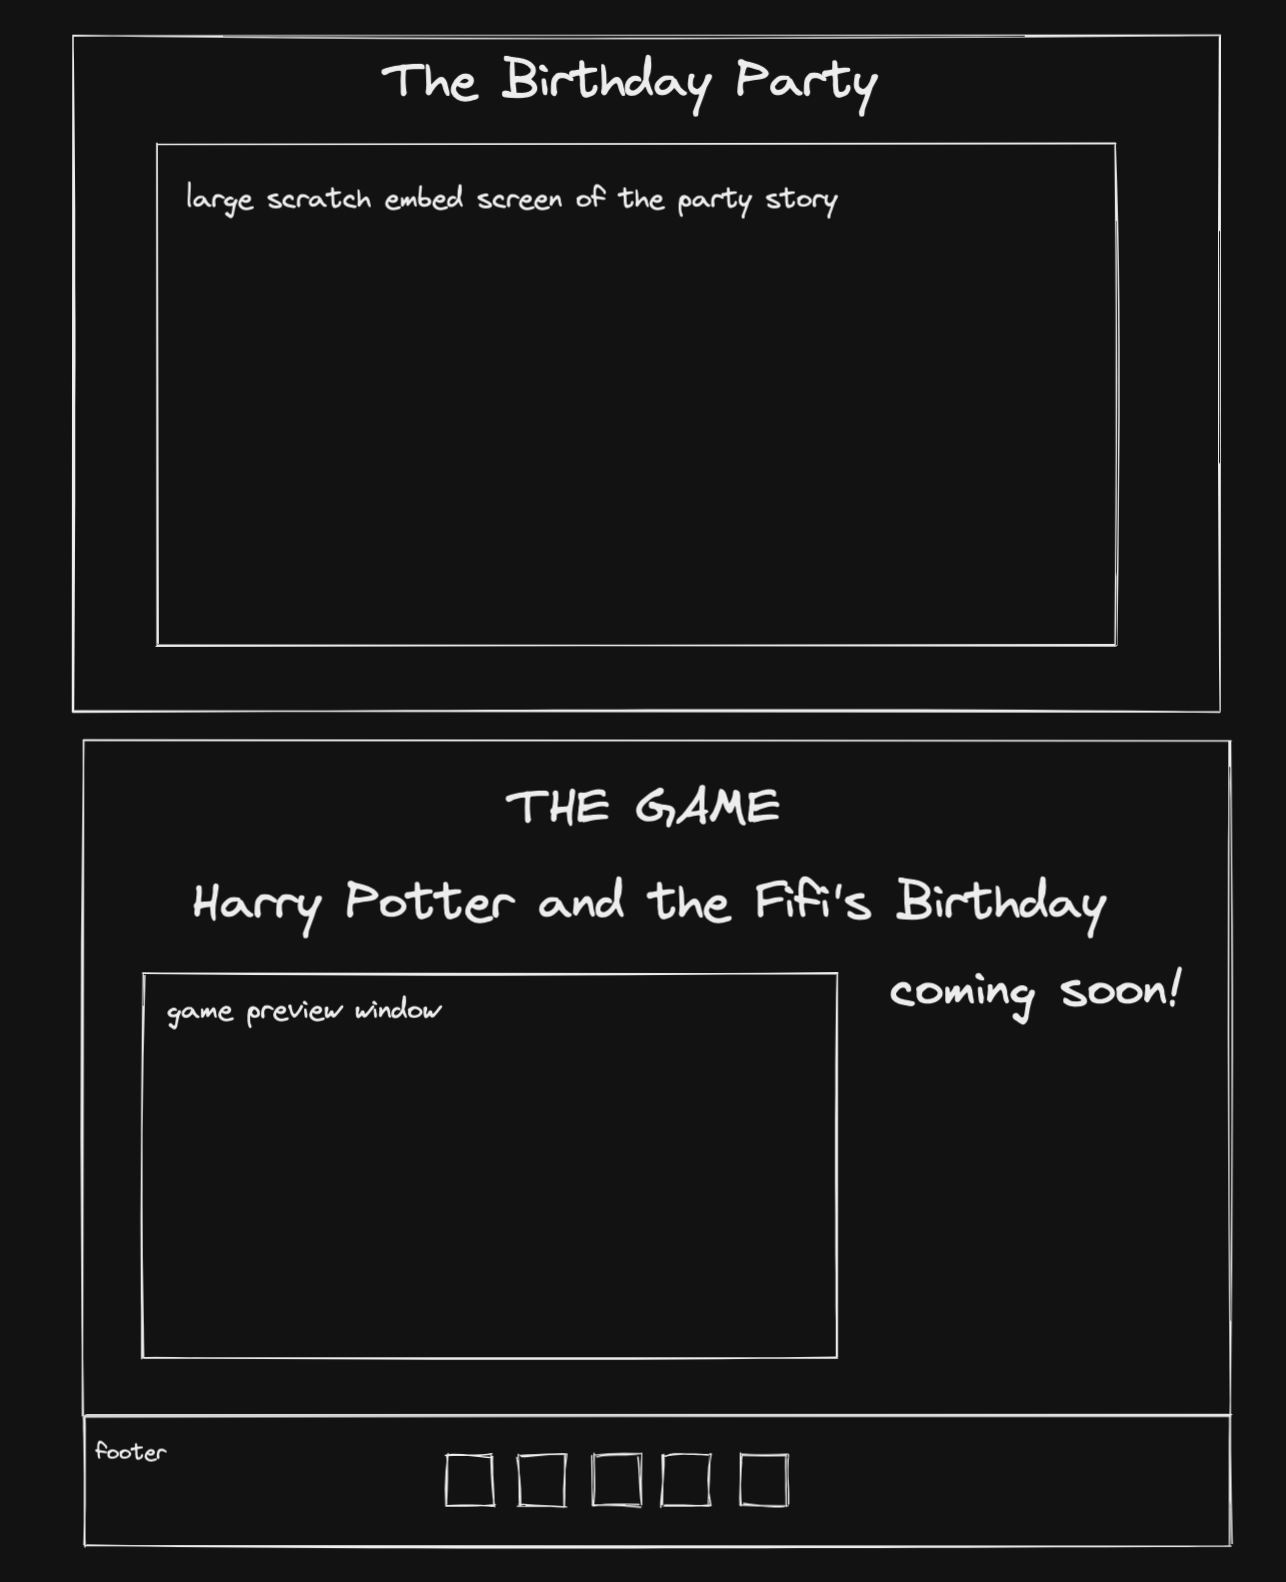 The Birthday Party
large scratch embed screen of the party story
THE GAME
Harry Potter and the Fifi's Birthday
coming soon!
game preview window
footer